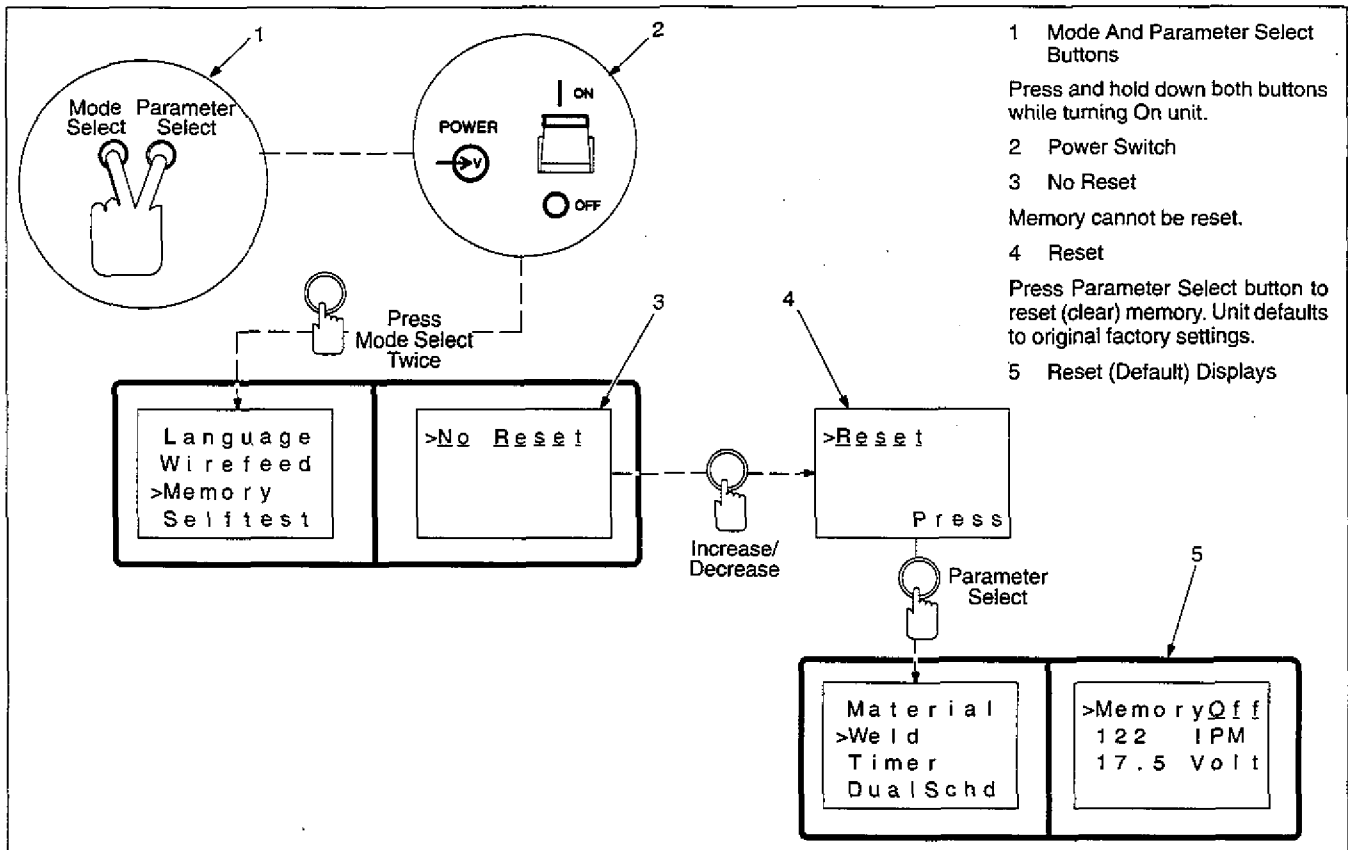 1
2
Mode Parameter
Select Select
POWER
V
ON
OFF
Press
Mode Select
Twice
3
Language
Wirefeed
>Memory
Selftest
>No Reset
Increase/
Decrease
4
>Reset
Press
Parameter
Select
5
Material
>Weld
Timer
DualSchd
>MemoryOff
122 IPM
17.5 Volt
1 Mode And Parameter Select
Buttons
Press and hold down both buttons
while turning On unit.
2 Power Switch
3 No Reset
Memory cannot be reset.
4 Reset
Press Parameter Select button to
reset (clear) memory. Unit defaults
to original factory settings.
5 Reset (Default) Displays